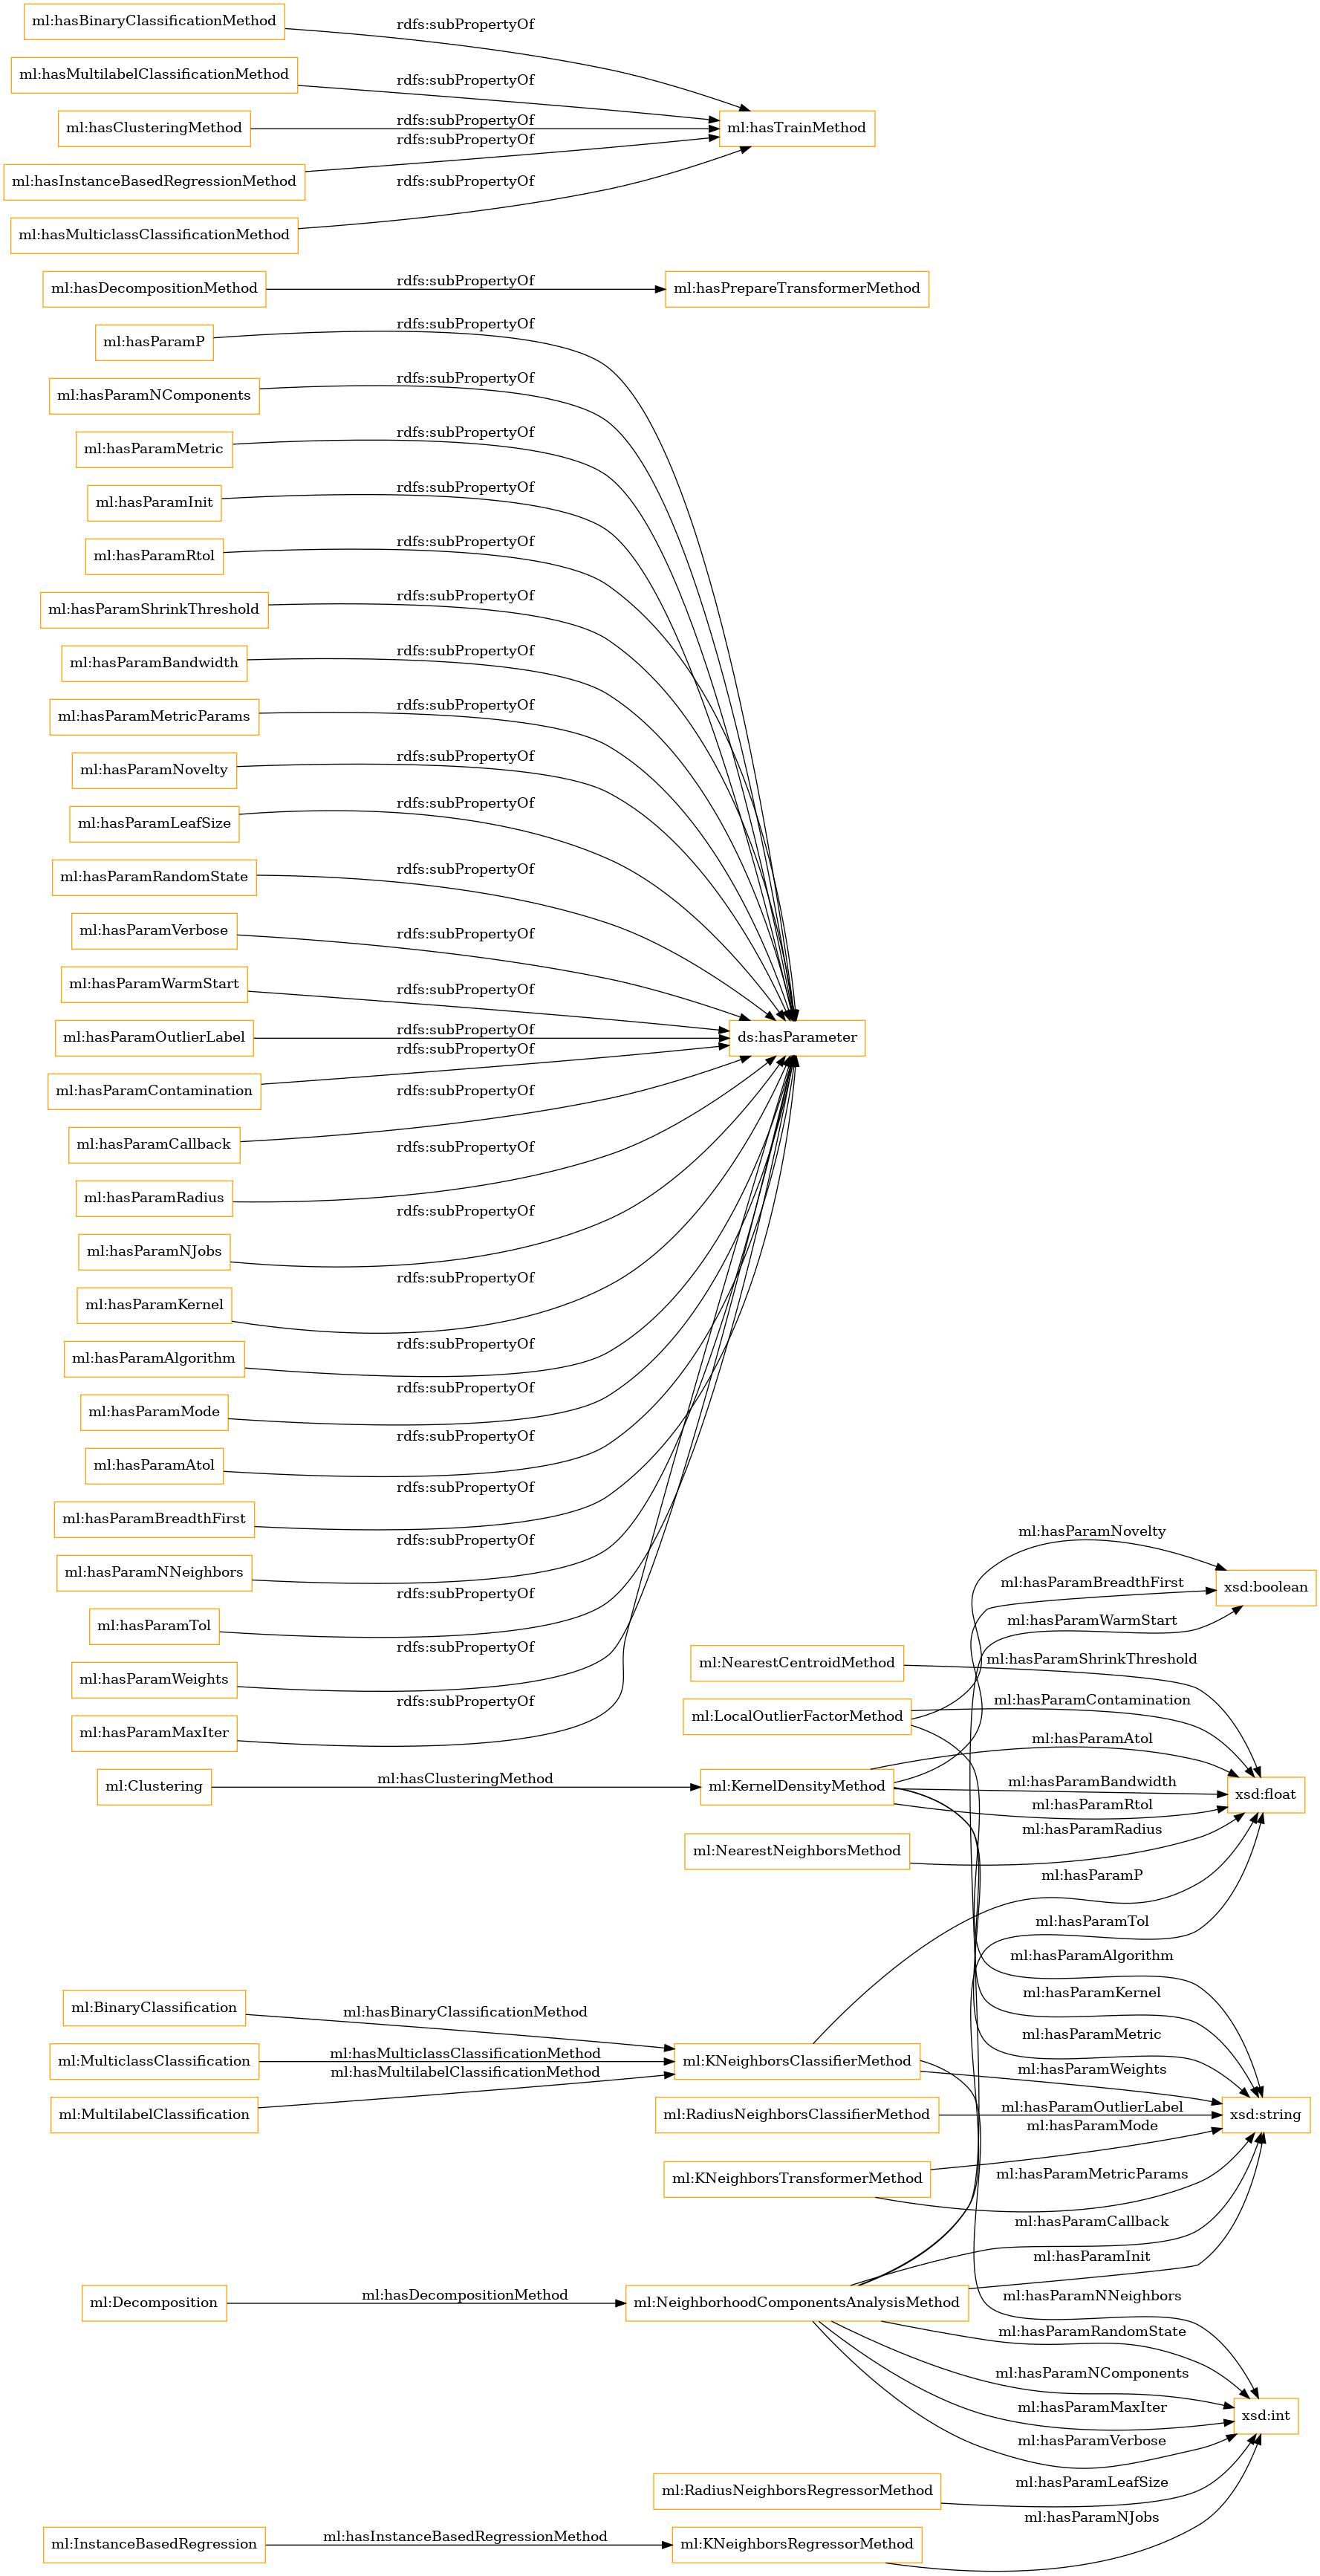 ml:hasBinaryClassificationMethod
rdfs:subPropertyOf
ml:hasMultilabelClassificationMethod
rdfs:subPropertyOf
ml:hasClusteringMethod
rdfs:subPropertyOf
ml:hasTrainMethod
rdfs:subPropertyOf
ml:hasInstanceBasedRegressionMethod
rdfs:subPropertyOf
ml:hasMulticlassClassificationMethod
ml:hasDecompositionMethod
rdfs:subPropertyOf
ml:hasPrepareTransformerMethod
ml:hasParamP
rdfs:subPropertyOf
ml:hasParamNComponents
rdfs:subPropertyOf
ml:hasParamMetric
rdfs:subPropertyOf
ml:hasParamInit
rdfs:subPropertyOf
ml:hasParamRtol
rdfs:subPropertyOf
ml:hasParamShrinkThreshold
rdfs:subPropertyOf
ml:hasParamBandwidth
rdfs:subPropertyOf
ml:hasParamMetricParams
rdfs:subPropertyOf
ml:hasParamNovelty
rdfs:subPropertyOf
ml:hasParamLeafSize
rdfs:subPropertyOf
ml:hasParamRandomState
rdfs:subPropertyOf
ml:hasParamVerbose
rdfs:subPropertyOf
ml:hasParamWarmStart
rdfs:subPropertyOf
ml:hasParamOutlierLabel
rdfs:subPropertyOf
ds:hasParameter
ml:hasParamContamination
rdfs:subPropertyOf
ml:hasParamCallback
rdfs:subPropertyOf
ml:hasParamRadius
rdfs:subPropertyOf
ml:hasParamNJobs
rdfs:subPropertyOf
ml:hasParamKernel
rdfs:subPropertyOf
ml:hasParamAlgorithm
rdfs:subPropertyOf
ml:hasParamMode
rdfs:subPropertyOf
ml:hasParamAtol
rdfs:subPropertyOf
ml:hasParamBreadthFirst
rdfs:subPropertyOf
ml:hasParamNNeighbors
rdfs:subPropertyOf
ml:hasParamTol
rdfs:subPropertyOf
ml:hasParamWeights
rdfs:subPropertyOf
ml:hasParamMaxIter
rdfs:subPropertyOf
ml:hasParamNovelty
ml:hasParamBreadthFirst
xsd:boolean
ml:hasParamWarmStart
ml:NearestCentroidMethod
ml:hasParamShrinkThreshold
ml:LocalOutlierFactorMethod
ml:hasParamContamination
ml:hasParamAtol
ml:Clustering
ml:hasClusteringMethod
ml:KernelDensityMethod
ml:hasParamBandwidth
xsd:float
ml:hasParamRtol
ml:NearestNeighborsMethod
ml:hasParamRadius
ml:hasParamP
ml:hasParamTol
ml:hasParamAlgorithm
ml:hasParamKernel
ml:BinaryClassification
ml:hasBinaryClassificationMethod
ml:hasParamMetric
ml:MulticlassClassification
ml:hasMulticlassClassificationMethod
ml:KNeighborsClassifierMethod
ml:hasParamWeights
ml:MultilabelClassification
ml:hasMultilabelClassificationMethod
ml:RadiusNeighborsClassifierMethod
ml:hasParamOutlierLabel
xsd:string
ml:hasParamMode
ml:KNeighborsTransformerMethod
ml:hasParamMetricParams
ml:hasParamCallback
ml:hasParamInit
ml:Decomposition
ml:hasDecompositionMethod
ml:NeighborhoodComponentsAnalysisMethod
ml:hasParamNNeighbors
ml:hasParamRandomState
ml:hasParamNComponents
ml:hasParamMaxIter
xsd:int
ml:hasParamVerbose
ml:RadiusNeighborsRegressorMethod
ml:hasParamLeafSize
ml:hasParamNJobs
ml:InstanceBasedRegression
ml:hasInstanceBasedRegressionMethod
ml:KNeighborsRegressorMethod